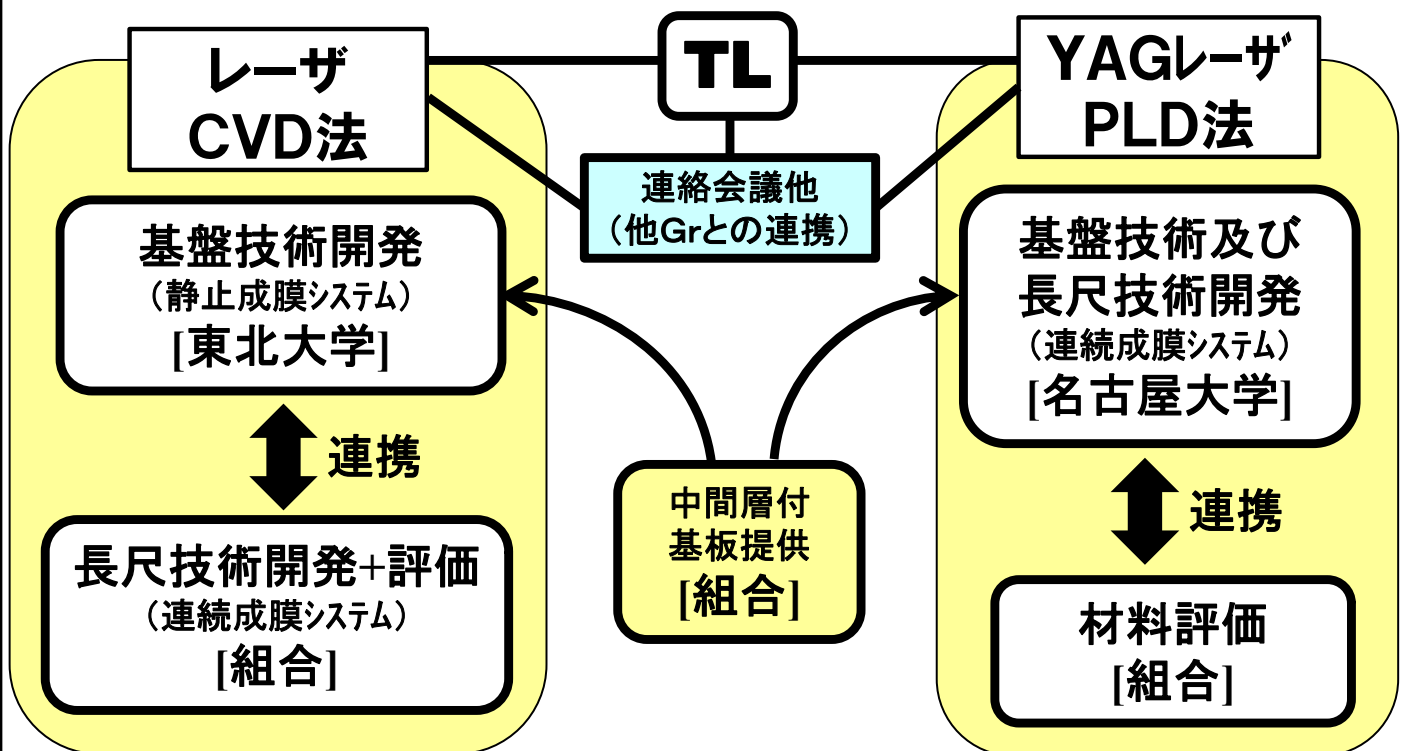 レーザ
CVD法
TL
YAGﾚｰｻﾞ
PLD法
連絡会議他
（他Grとの連携）
基盤技術開発
（静止成膜ｼｽﾃﾑ）
[東北大学]
連携
長尺技術開発+評価
（連続成膜ｼｽﾃﾑ）
[組合]
中間層付
基板提供
[組合]
基盤技術及び
長尺技術開発
（連続成膜ｼｽﾃﾑ）
[名古屋大学]
連携
材料評価
[組合]